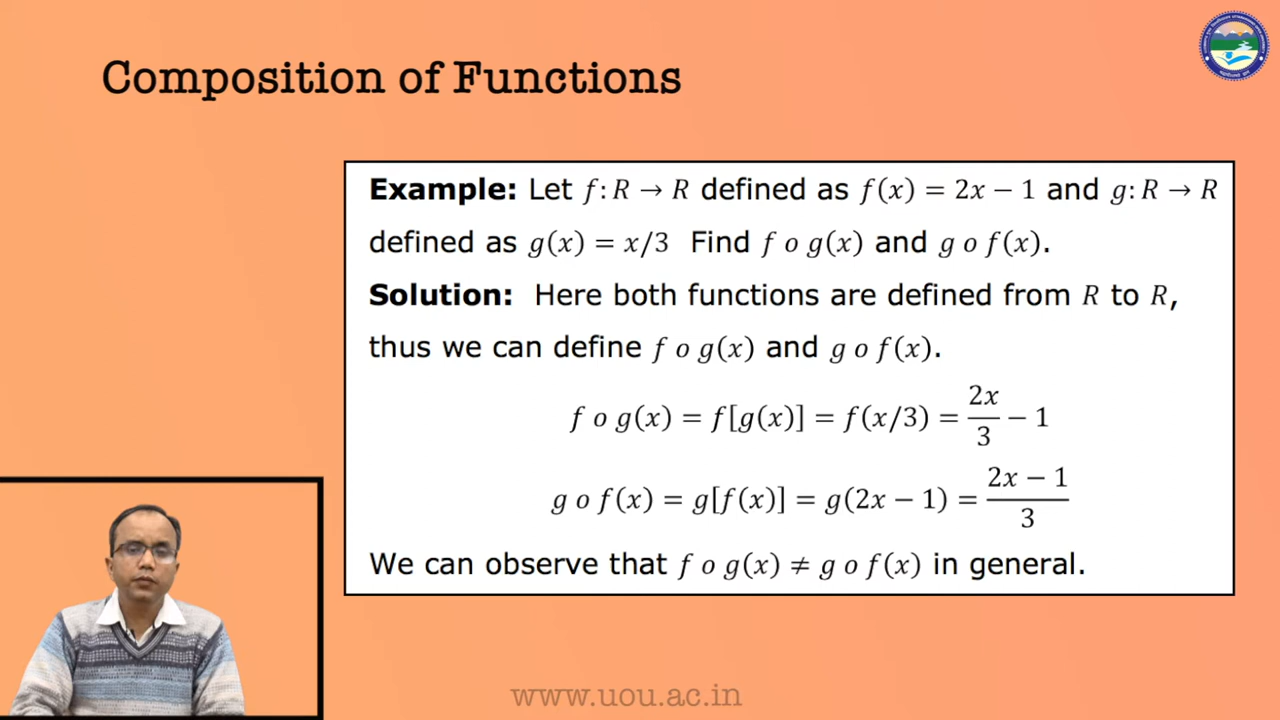 Composition of Functions
Example: Let f: R → R defined as f(x) = 2x − 1 and g: R → R
defined as g(x) = x/3 Find f o g(x) and g o f(x).
Solution: Here both functions are defined from R to R,
thus we can define f o g(x) and g o f(x).
f o g(x) = f[g(x)] = f(x/3) = 2x/3 − 1
g o f(x) = g[f(x)] = g(2x − 1) = (2x − 1)/3
We can observe that f o g(x) ≠ g o f(x) in general.
www.uou.ac.in